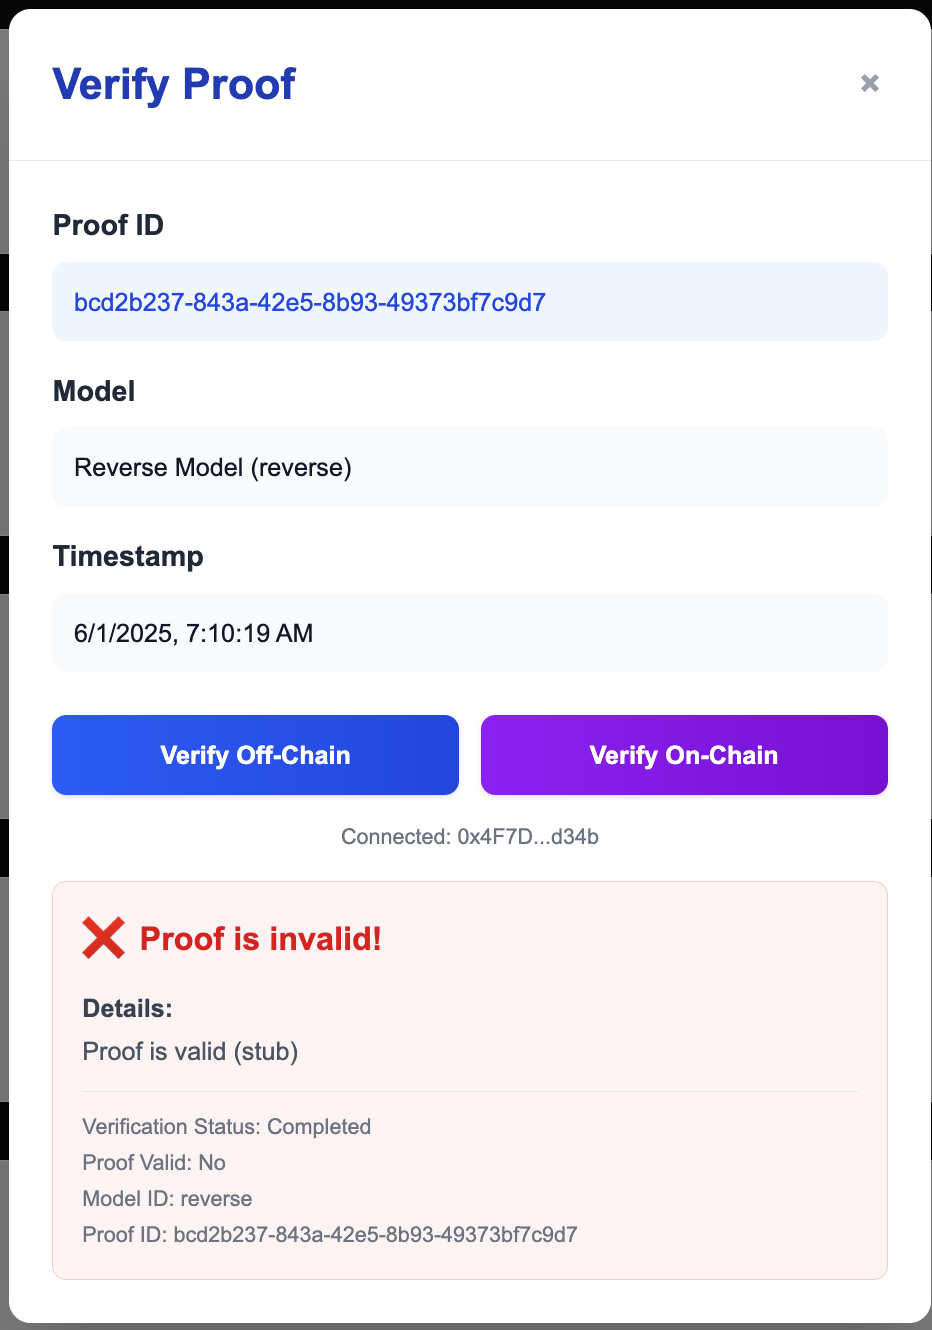 Verify Proof
Proof ID
bcd2b237-843a-42e5-8b93-49373bf7c9d7
Model
Reverse Model (reverse)
Timestamp
6/1/2025, 7:10:19 AM
Verify Off-Chain
Verify On-Chain
Connected: 0x4F7D...d34b
Proof is invalid!
Details:
Proof is valid (stub)
Verification Status: Completed
Proof Valid: No
Model ID: reverse
Proof ID: bcd2b237-843a-42e5-8b93-49373bf7c9d7